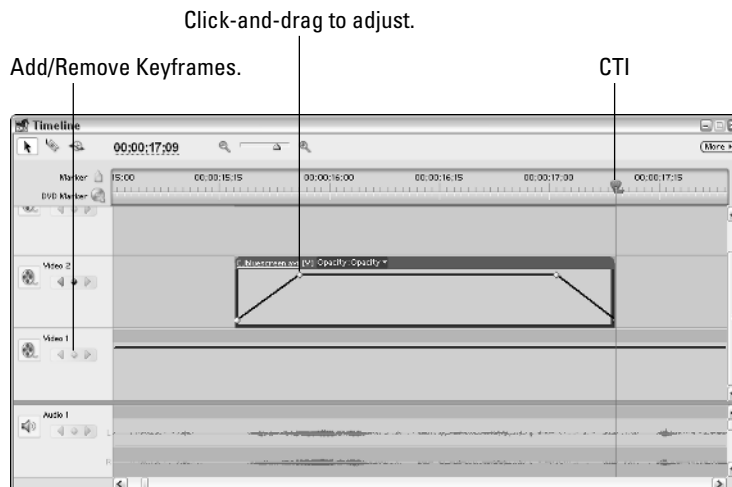 Click-and-drag to adjust.
Add/Remove Keyframes.
CTI
Timeline
00;00;17;09
More
Marker
15:00
00;00;15;15
00;00;16;00
00;00;16;15
00;00;17;00
00;00;17;15
DVD Marker
Video 2
bluescreen.avi [V] Opacity:Opacity
Video 1
Audio 1
L
R